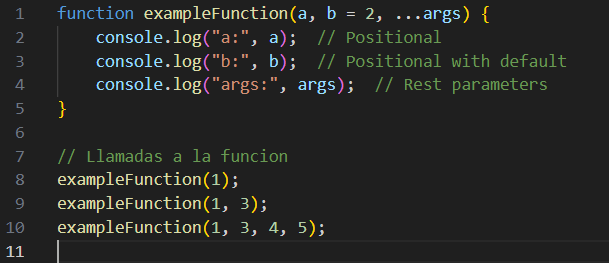 1 function exampleFunction(a, b = 2, ...args) {
2 console.log("a:", a); // Positional
3 console.log("b:", b); // Positional with default
4 console.log("args:", args); // Rest parameters
5 }
6
7 // Llamadas a la funcion
8 exampleFunction(1);
9 exampleFunction(1, 3);
10 exampleFunction(1, 3, 4, 5);
11